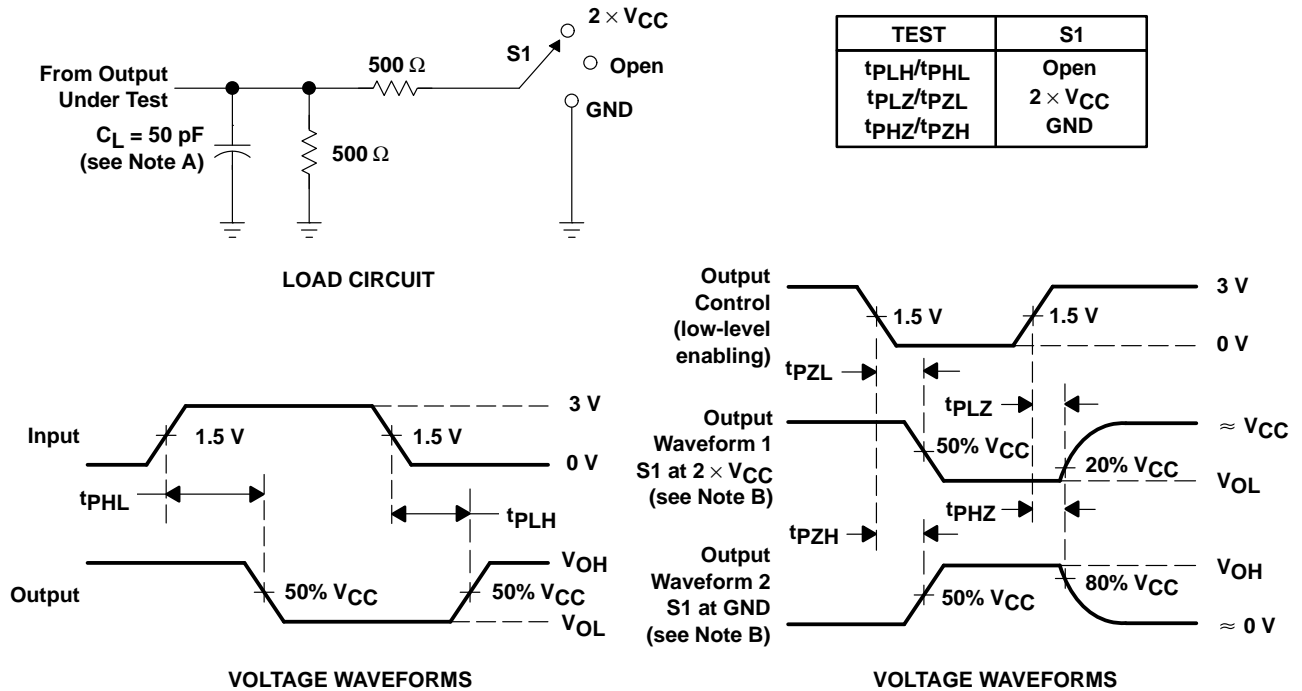 2 × VCC
S1
Open
GND
500 Ω
From Output
Under Test
CL = 50 pF
(see Note A)
500 Ω
LOAD CIRCUIT
TEST S1
tPLH/tPHL Open
tPLZ/tPZL 2 × VCC
tPHZ/tPZH GND
Input
1.5 V
1.5 V
3 V
0 V
tPHL
tPLH
Output
50% VCC
50% VCC
VOH
VOL
VOLTAGE WAVEFORMS
Output
Control
(low-level
enabling)
1.5 V
1.5 V
3 V
0 V
tPZL
tPLZ
Output
Waveform 1
S1 at 2 × VCC
(see Note B)
50% VCC
20% VCC
≈ VCC
VOL
tPZH
tPHZ
Output
Waveform 2
S1 at GND
(see Note B)
50% VCC
80% VCC
VOH
≈ 0 V
VOLTAGE WAVEFORMS